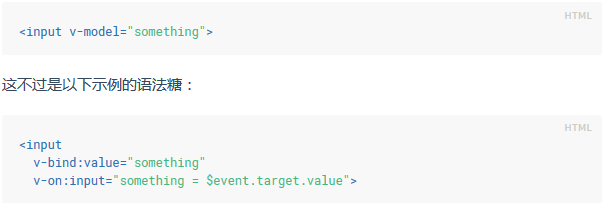 HTML
<input v-model="something">
这不过是以下示例的语法糖：
HTML
<input
  v-bind:value="something"
  v-on:input="something = $event.target.value">